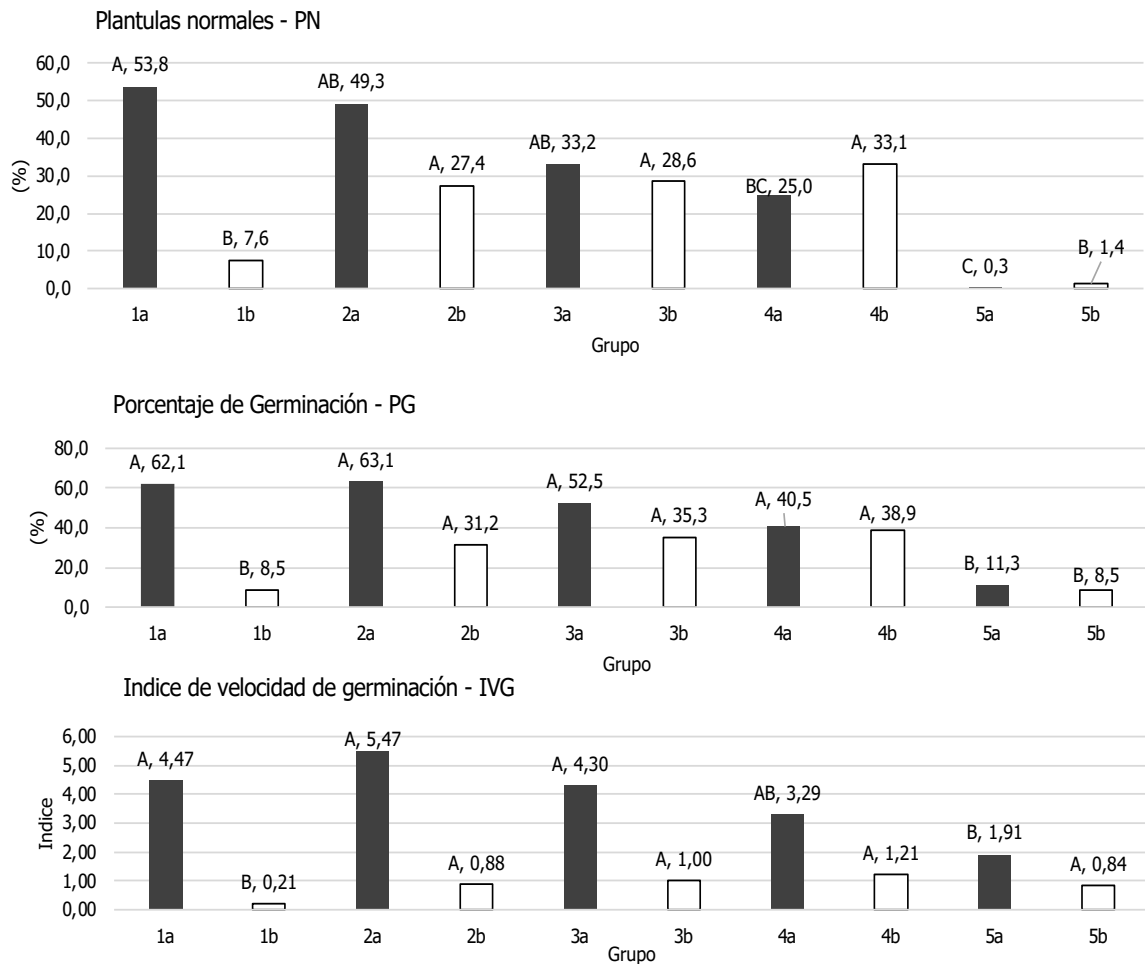 Plantulas normales - PN
60,0
50,0
40,0
30,0
20,0
10,0
0,0
(%)
A, 53,8
B, 7,6
AB, 49,3
A, 27,4
AB, 33,2
A, 28,6
BC, 25,0
A, 33,1
C, 0,3
B, 1,4
1a 1b 2a 2b 3a 3b 4a 4b 5a 5b
Grupo
Porcentaje de Germinación - PG
80,0
60,0
40,0
20,0
0,0
(%)
A, 62,1
B, 8,5
A, 63,1
A, 31,2
A, 52,5
A, 35,3
A, 40,5
A, 38,9
B, 11,3
B, 8,5
1a 1b 2a 2b 3a 3b 4a 4b 5a 5b
Grupo
Indice de velocidad de germinación - IVG
6,00
5,00
4,00
3,00
2,00
1,00
0,00
Indice
A, 4,47
B, 0,21
A, 5,47
A, 0,88
A, 4,30
A, 1,00
AB, 3,29
A, 1,21
B, 1,91
A, 0,84
1a 1b 2a 2b 3a 3b 4a 4b 5a 5b
Grupo